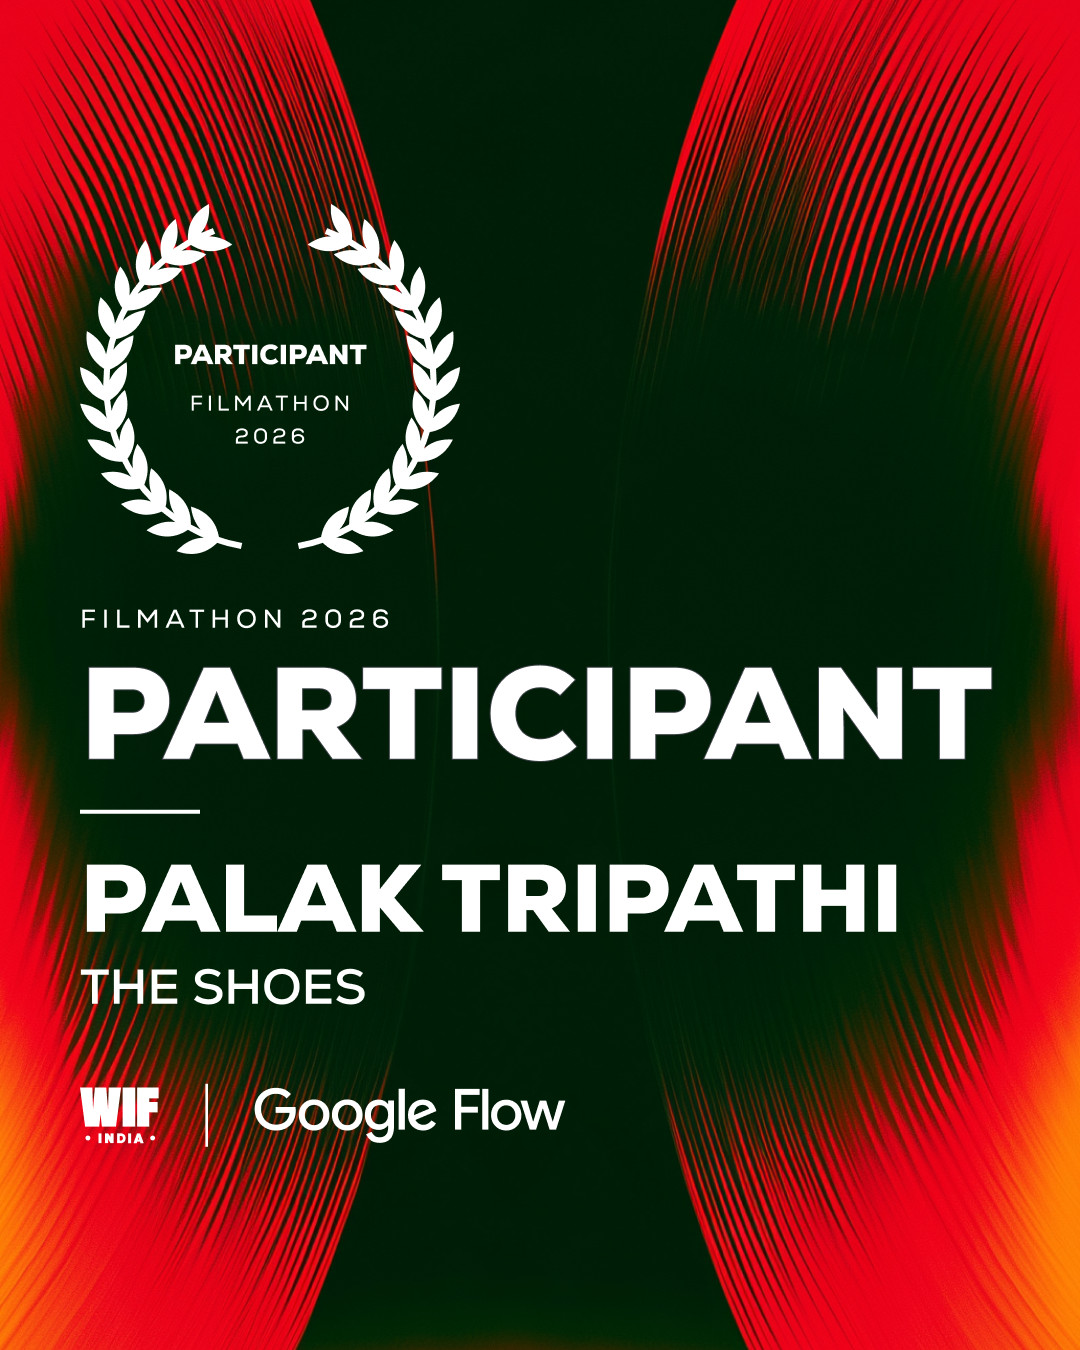 PARTICIPANT
FILMATHON
2026
FILMATHON 2026
PARTICIPANT
PALAK TRIPATHI
THE SHOES
WIF
• INDIA •
Google Flow